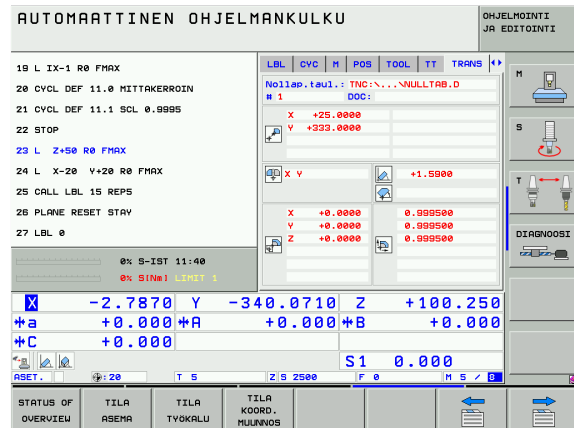 AUTOMAATTINEN OHJELMANKULKU
OHJELMOINTI
JA EDITOINTI
19 L IX-1 R0 FMAX
20 CYCL DEF 11.0 MITTAKERROIN
21 CYCL DEF 11.1 SCL 0.9995
22 STOP
23 L Z+50 R0 FMAX
24 L X-20 Y+20 R0 FMAX
25 CALL LBL 15 REP5
26 PLANE RESET STAY
27 LBL 0
0% S-IST 11:40
0% S[Nm] LIMIT 1
LBL CYC M POS TOOL TT TRANS
Nollap.taul.: TNC:\...\NULLTAB.D
# 1 DOC:
X +25.0000
Y +333.0000
X Y +1.5900
X +0.0000 0.999500
Y +0.0000 0.999500
Z +0.0000 0.999500
M
S
T
DIAGNOOSI
X -2.7870 Y -340.0710 Z +100.250
a +0.000 A +0.000 B +0.000
C +0.000
S1 0.000
ASET. : 20 T 5 Z S 2500 F 0 M 5 / 8
STATUS OF OVERVIEW
TILA ASEMA
TILA TYÖKALU
TILA KOORD. MUUNNOS